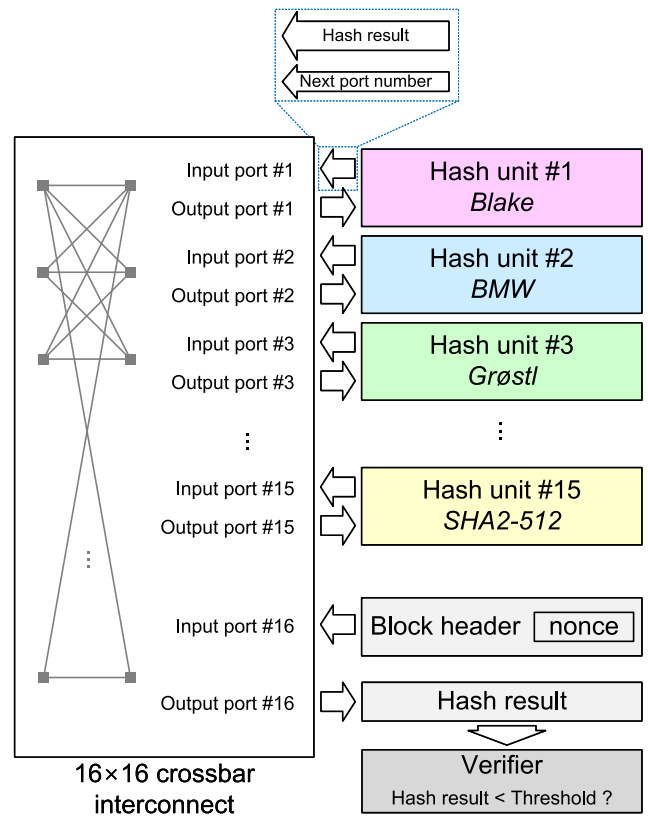 Hash result
Next port number
Input port #1
Hash unit #1
Output port #1
Blake
Input port #2
Hash unit #2
Output port #2
BMW
Input port #3
Hash unit #3
Output port #3
Grøstl
⋮
⋮
Input port #15
Hash unit #15
Output port #15
SHA2-512
⋮
Input port #16
Block header nonce
Output port #16
Hash result
16×16 crossbar
interconnect
Verifier
Hash result < Threshold ?